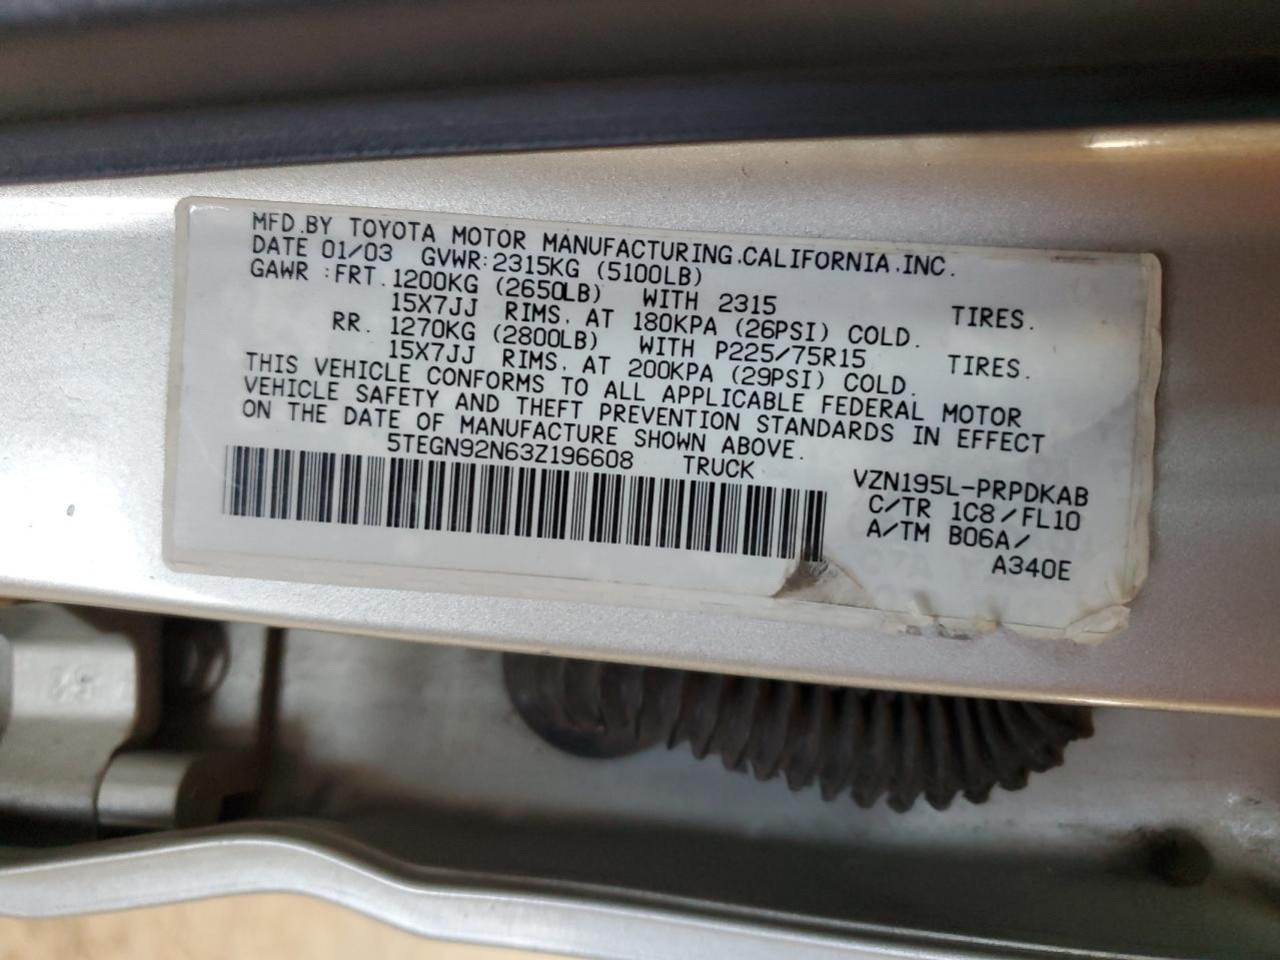 MFD.BY TOYOTA MOTOR MANUFACTURING.CALIFORNIA.INC.
DATE 01/03 GVWR:2315KG (5100LB)
GAWR :FRT. 1200KG (2650LB) WITH 2315 TIRES.
15X7JJ RIMS. AT 180KPA (26PSI) COLD.
RR. 1270KG (2800LB) WITH P225/75R15 TIRES.
15X7JJ RIMS. AT 200KPA (29PSI) COLD.
THIS VEHICLE CONFORMS TO ALL APPLICABLE FEDERAL MOTOR
VEHICLE SAFETY AND THEFT PREVENTION STANDARDS IN EFFECT
ON THE DATE OF MANUFACTURE SHOWN ABOVE.
5TEGN92N63Z196608 TRUCK
VZN195L-PRPDKAB
C/TR 1C8/FL10
A/TM B06A/
A340E